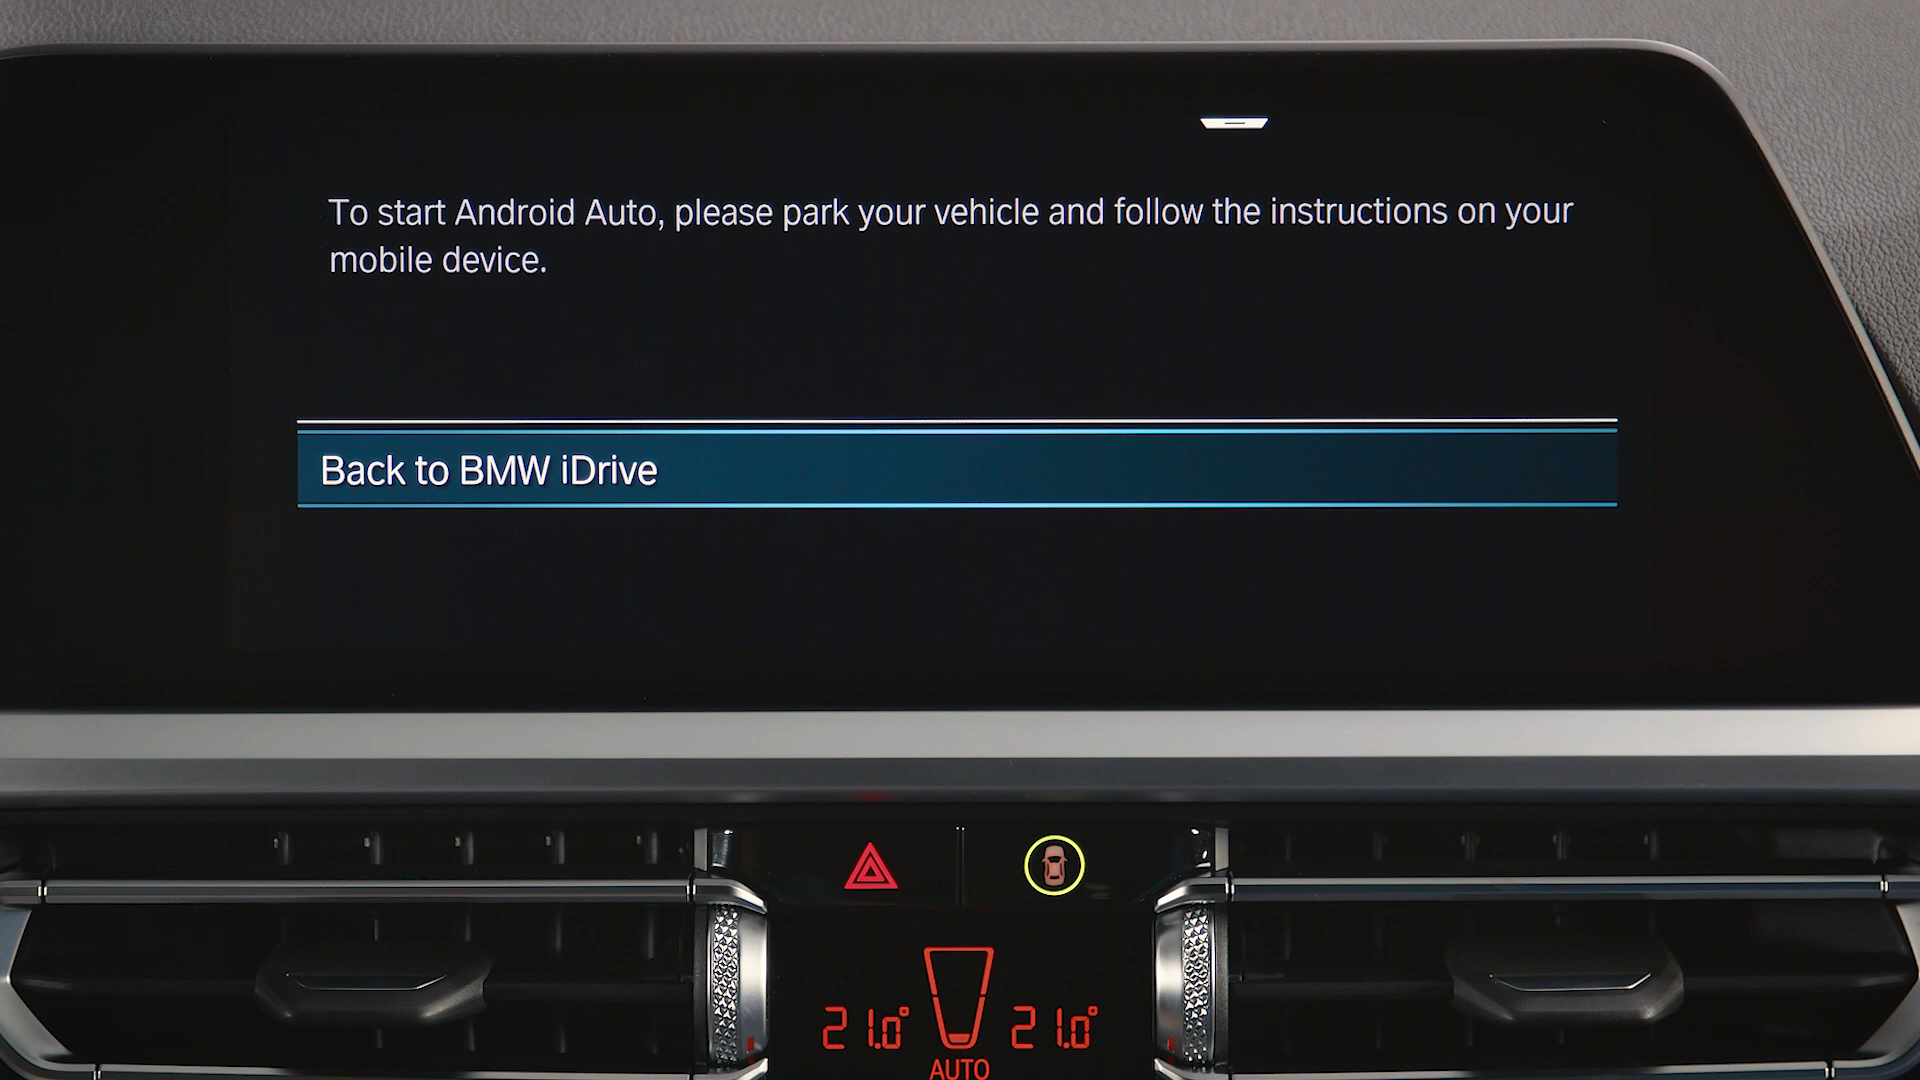 To start Android Auto, please park your vehicle and follow the instructions on your
mobile device.
Back to BMW iDrive
21.0° 21.0°
AUTO